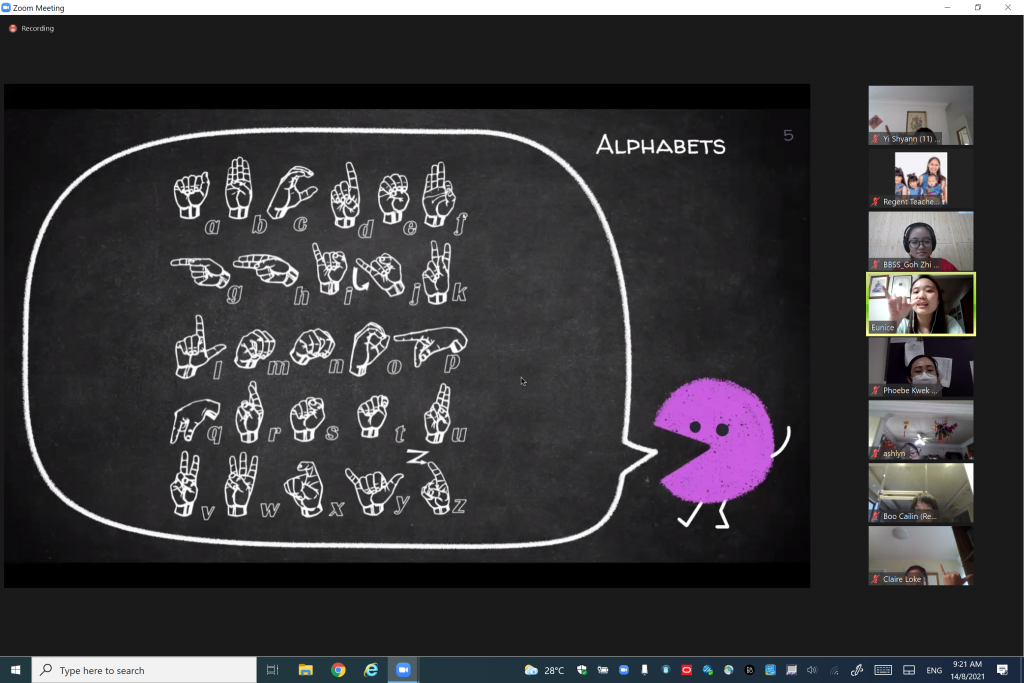 Zoom Meeting
Recording
ALPHABETS
5
a b c d e f
g h i j k
l m n o p
q r s t u
Z
v w x y z
Yi Shyann (11) ...
Regent Teache...
BBSS_Goh Zhi ...
Eunice
Phoebe Kwek ...
ashlyn
Boo Cailin (Re...
Claire Loke
Type here to search
28°C
ENG
9:21 AM
14/8/2021